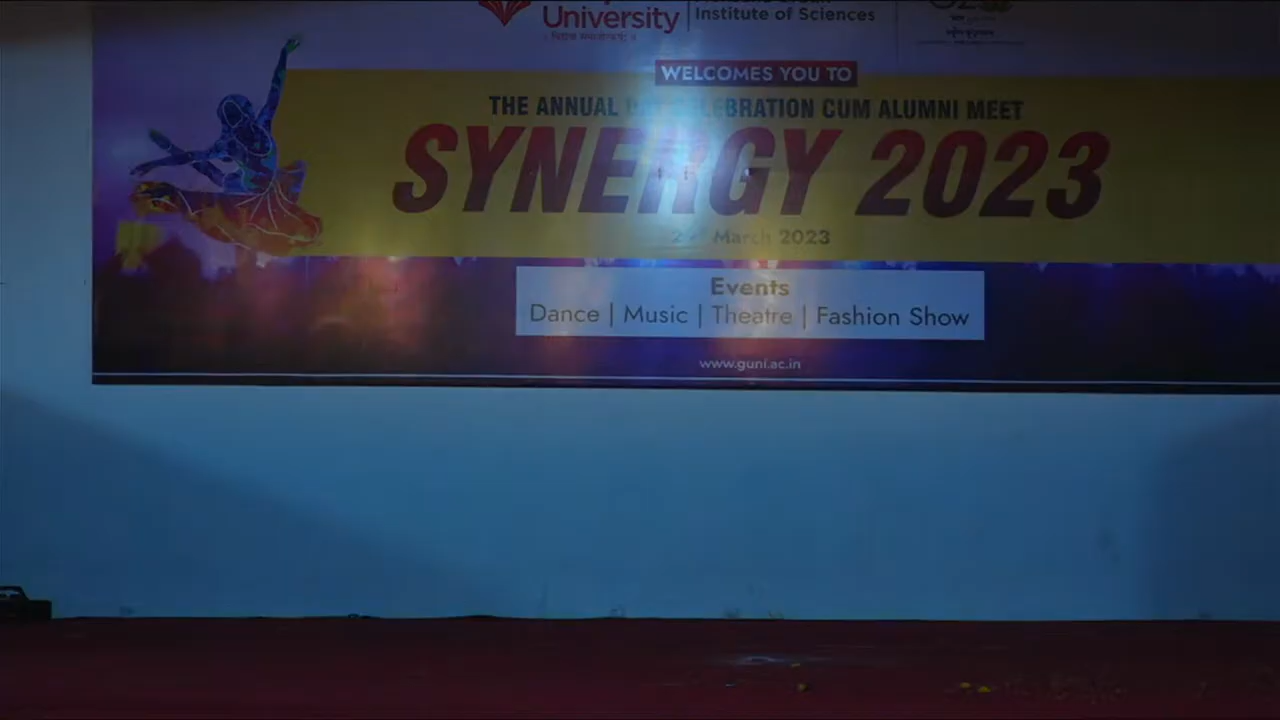 University
Institute of Sciences
WELCOMES YOU TO
THE ANNUAL CELEBRATION CUM ALUMNI MEET
SYNERGY 2023
March 2023
Events
Dance | Music | Theatre | Fashion Show
www.guni.ac.in